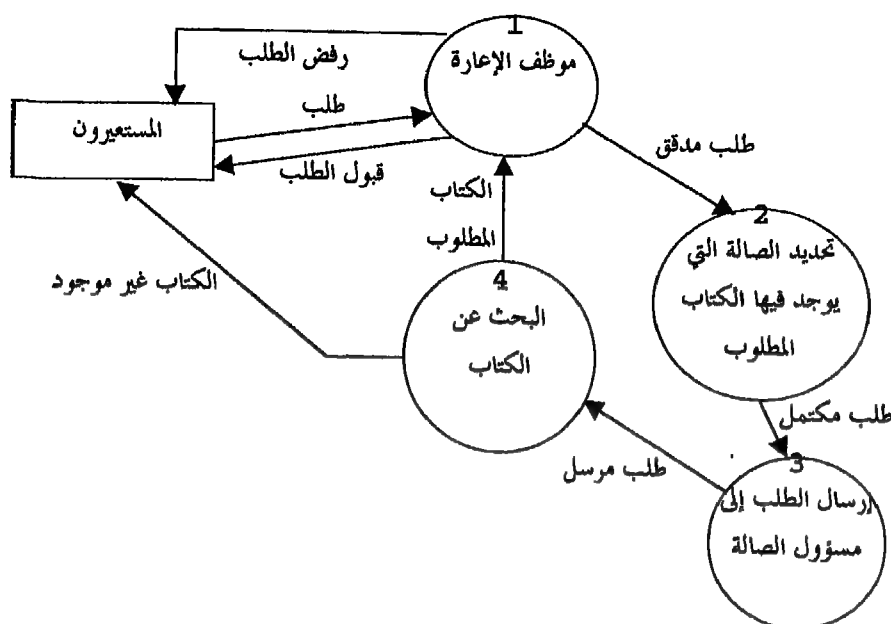 1
موظف الإعارة
رفض الطلب
طلب
المستعيرون
قبول الطلب
طلب مدقق
الكتاب
المطلوب
2
تحديد الصالة التي
يوجد فيها الكتاب
المطلوب
4
البحث عن
الكتاب
الكتاب غير موجود
طلب مكتمل
طلب مرسل
3
إرسال الطلب إلى
مسؤول الصالة